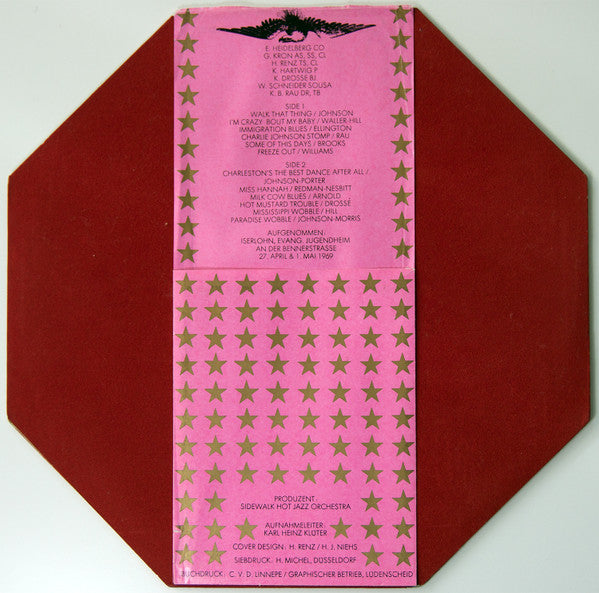 E. HEIDELBERG CO
G. KRON AS, SS, CL
H. RENZ TS, CL
K. HARTWIG P
K. DROSSE BJ
W. SCHNEIDER SOUSA
K. B. RAU DR, TB
SIDE 1
WALK THAT THING / JOHNSON
I'M CRAZY 'BOUT MY BABY / WALLER-HILL
IMMIGRATION BLUES / ELLINGTON
CHARLIE JOHNSON STOMP / RAU
SOME OF THIS DAYS / BROOKS
FREEZE OUT / WILLIAMS
SIDE 2
CHARLESTON'S THE BEST DANCE AFTER ALL /
JOHNSON-PORTER
MISS HANNAH / REDMAN-NESBITT
MILK COW BLUES / ARNOLD
HOT MUSTARD TROUBLE / DROSSÉ
MISSISSIPPI WOBBLE / HILL
PARADISE WOBBLE / JOHNSON-MORRIS
AUFGENOMMEN:
ISERLOHN, EVANG. JUGENDHEIM
AN DER BENNERSTRASSE
27. APRIL & 1. MAI 1969
PRODUZENT:
SIDEWALK HOT JAZZ ORCHESTRA
AUFNAHMELEITER:
KARL HEINZ KLÜTER
COVER DESIGN: H. RENZ / H. J. NIEHS
SIEBDRUCK: H. MICHEL, DÜSSELDORF
BUCHDRUCK: C. V. D. LINNEPE / GRAPHISCHER BETRIEB, LÜDENSCHEID